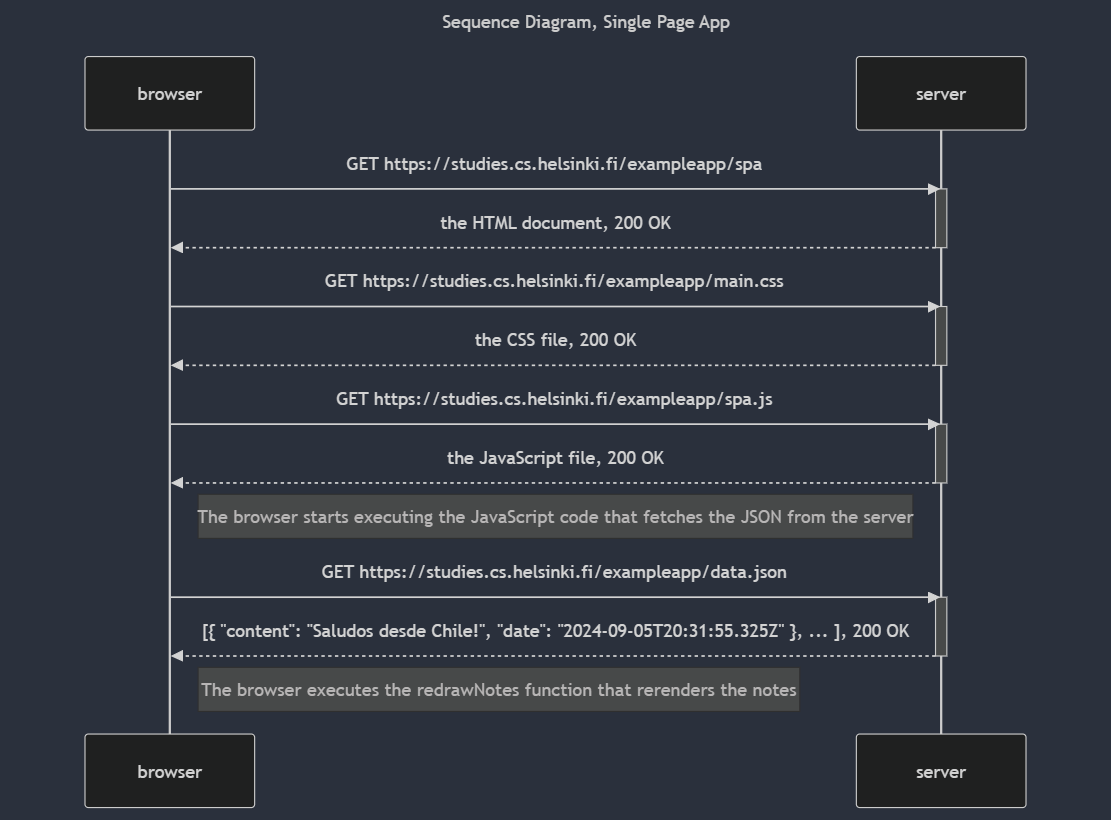 Sequence Diagram, Single Page App
browser
server
GET https://studies.cs.helsinki.fi/exampleapp/spa
the HTML document, 200 OK
GET https://studies.cs.helsinki.fi/exampleapp/main.css
the CSS file, 200 OK
GET https://studies.cs.helsinki.fi/exampleapp/spa.js
the JavaScript file, 200 OK
The browser starts executing the JavaScript code that fetches the JSON from the server
GET https://studies.cs.helsinki.fi/exampleapp/data.json
[{ "content": "Saludos desde Chile!", "date": "2024-09-05T20:31:55.325Z" }, ... ], 200 OK
The browser executes the redrawNotes function that rerenders the notes
browser
server